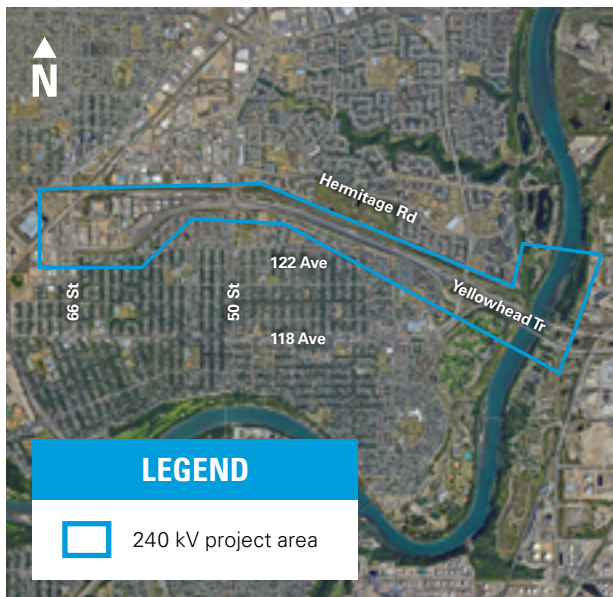 N
Hermitage Rd
122 Ave
Yellowhead Tr
66 St
50 St
118 Ave
LEGEND
240 kV project area